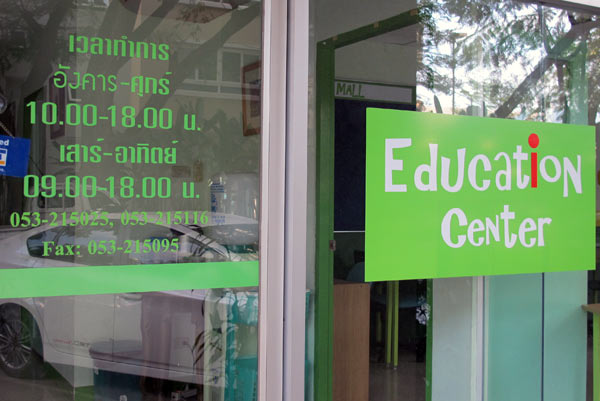 เวลาทำการ
อังคาร-ศุกร์
10.00-18.00 น.
เสาร์-อาทิตย์
09.00-18.00 น.
053-215023, 053-215116
Fax: 053-215095
MALL
Education
Center